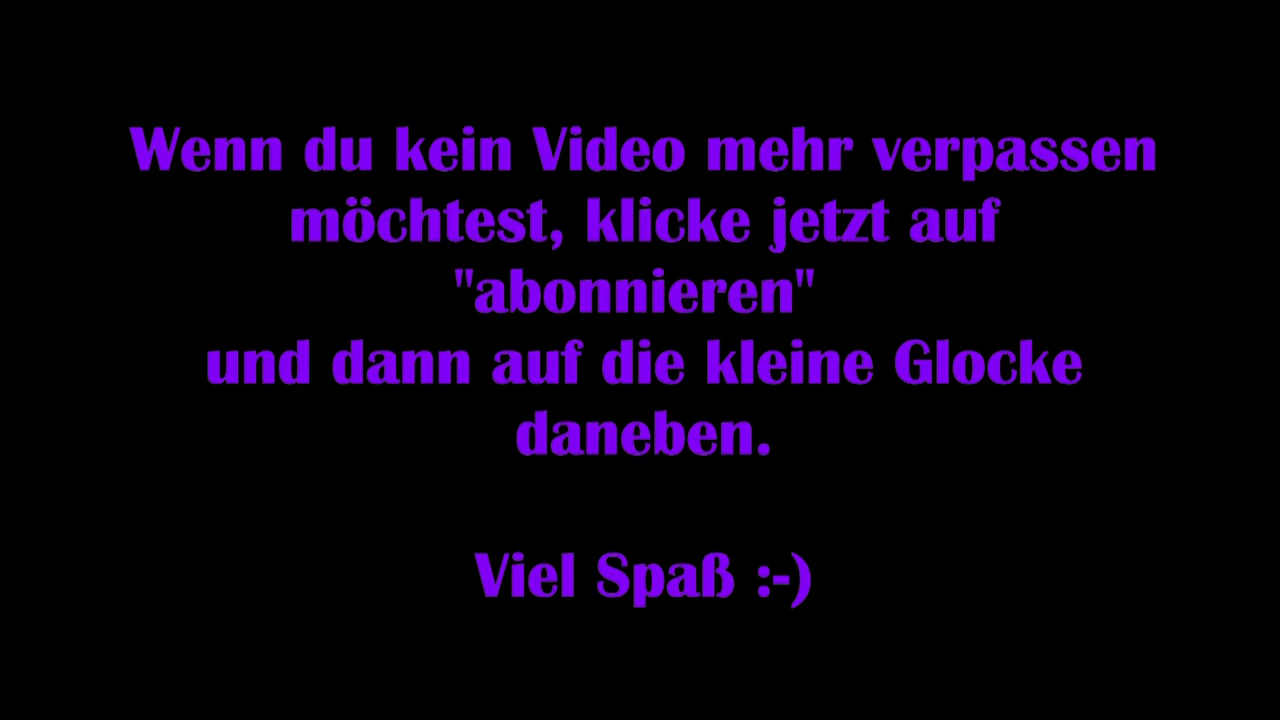 Wenn du kein Video mehr verpassen
möchtest, klicke jetzt auf
"abonnieren"
und dann auf die kleine Glocke
daneben.
Viel Spaß :-)